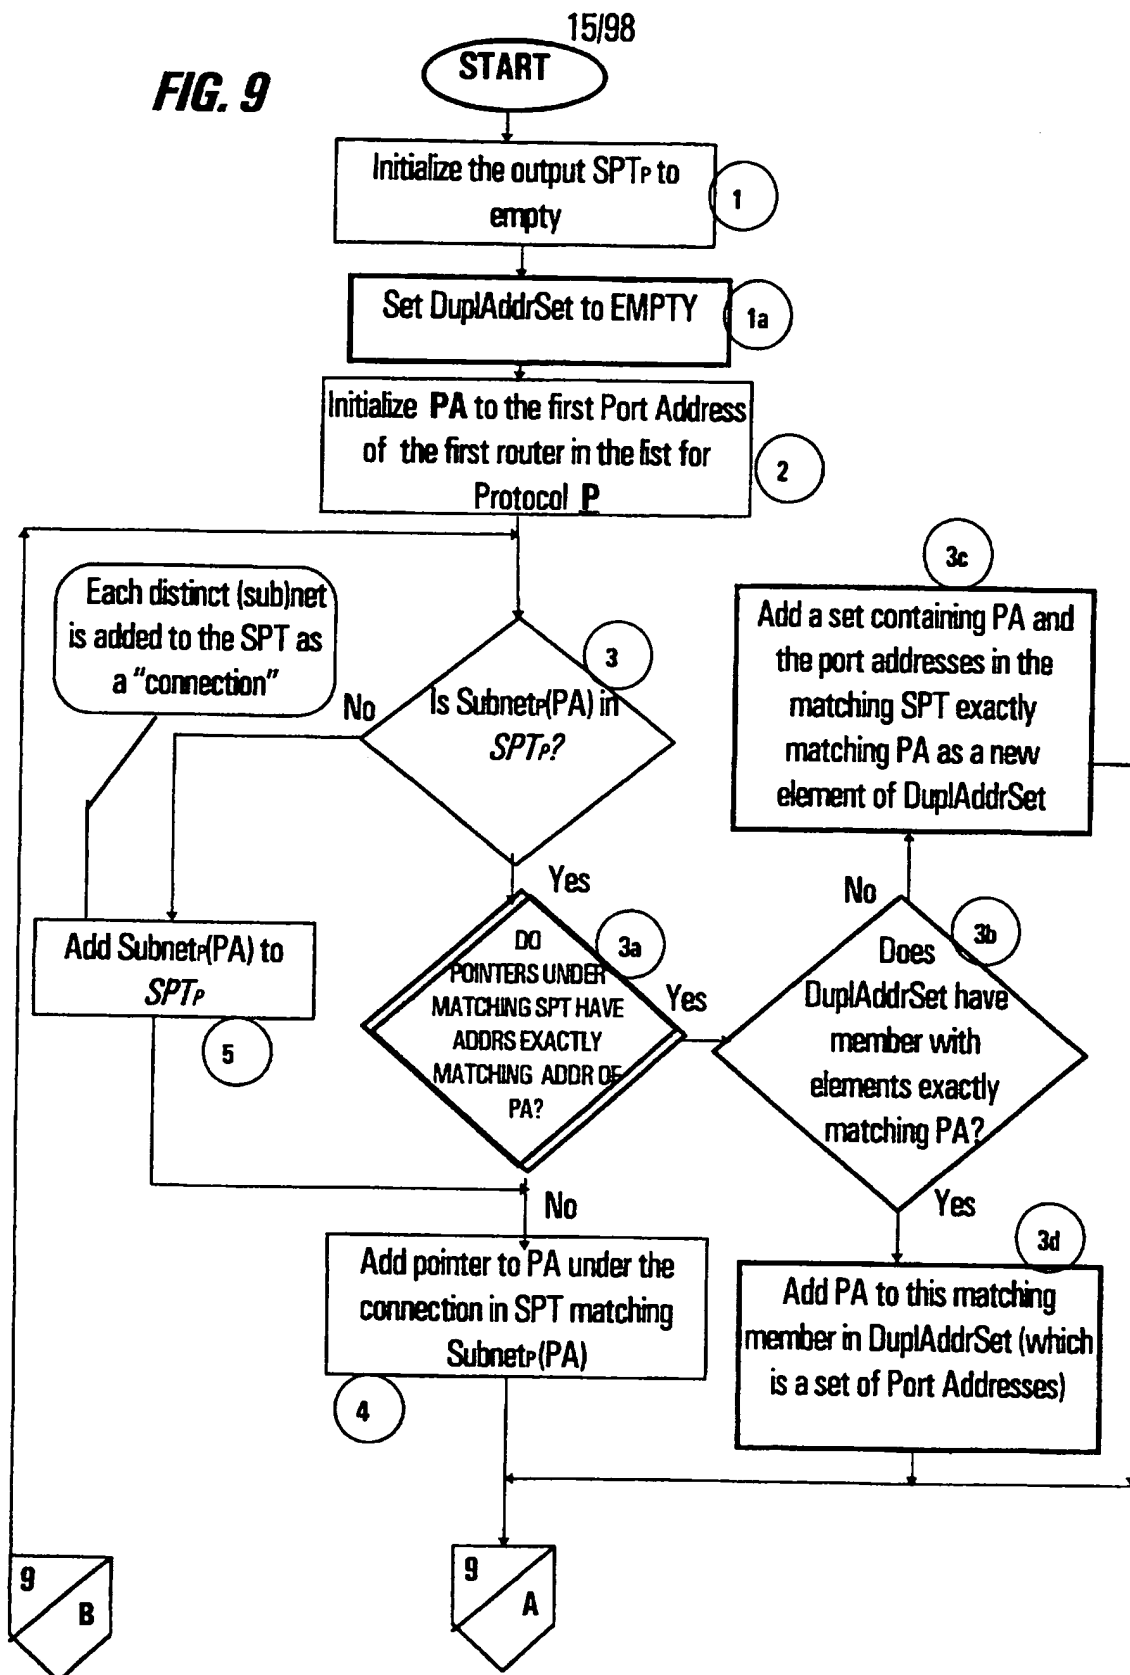 15/98
FIG. 9
START
Initialize the output SPTP to
empty
1
Set DuplAddrSet to EMPTY
1a
Initialize PA to the first Port Address
of the first router in the list for
Protocol P
2
Each distinct (sub)net
is added to the SPT as
a "connection"
3
Is SubnetP(PA) in
SPTP?
No
Yes
3c
Add a set containing PA and
the port addresses in the
matching SPT exactly
matching PA as a new
element of DuplAddrSet
Add SubnetP(PA) to
SPTP
5
3a
DO
POINTERS UNDER
MATCHING SPT HAVE
ADDRS EXACTLY
MATCHING ADDR OF
PA?
Yes
No
No
3b
Does
DuplAddrSet have
member with
elements exactly
matching PA?
Yes
Add pointer to PA under the
connection in SPT matching
SubnetP(PA)
4
3d
Add PA to this matching
member in DuplAddrSet (which
is a set of Port Addresses)
9
B
9
A